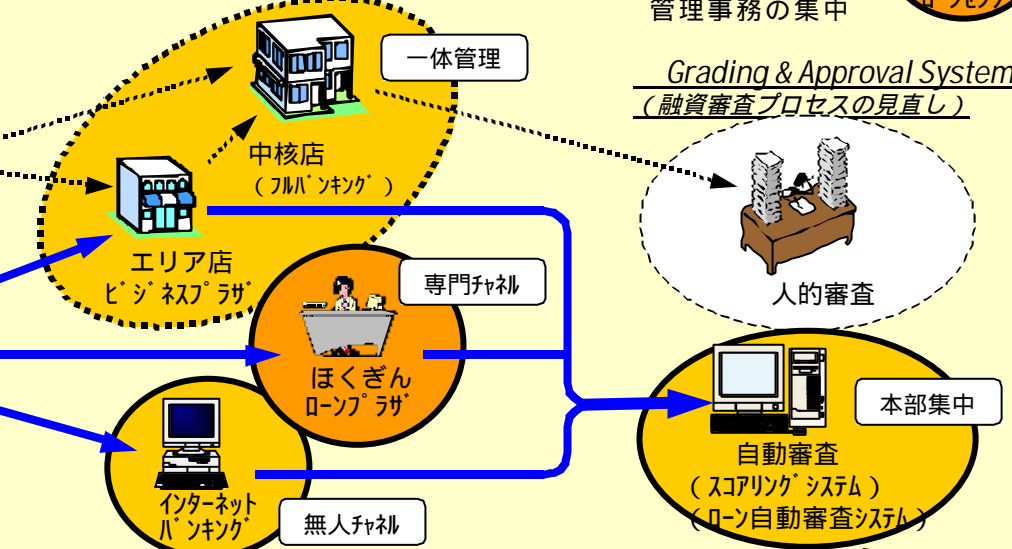 管理事務の集中
一体管理
Grading & Approval System
(融資審査プロセスの見直し)
中核店
(ﾌﾙﾊﾞﾝｷﾝｸﾞ)
エリア店
ﾋﾞｼﾞﾈｽﾌﾟﾗｻﾞ
専門ﾁｬﾈﾙ
人的審査
ほくぎん
ﾛｰﾝﾌﾟﾗｻﾞ
本部集中
自動審査
(ｽｺｱﾘﾝｸﾞｼｽﾃﾑ)
(ﾛｰﾝ自動審査ｼｽﾃﾑ)
ｲﾝﾀｰﾈｯﾄ
ﾊﾞﾝｷﾝｸﾞ
無人ﾁｬﾈﾙ